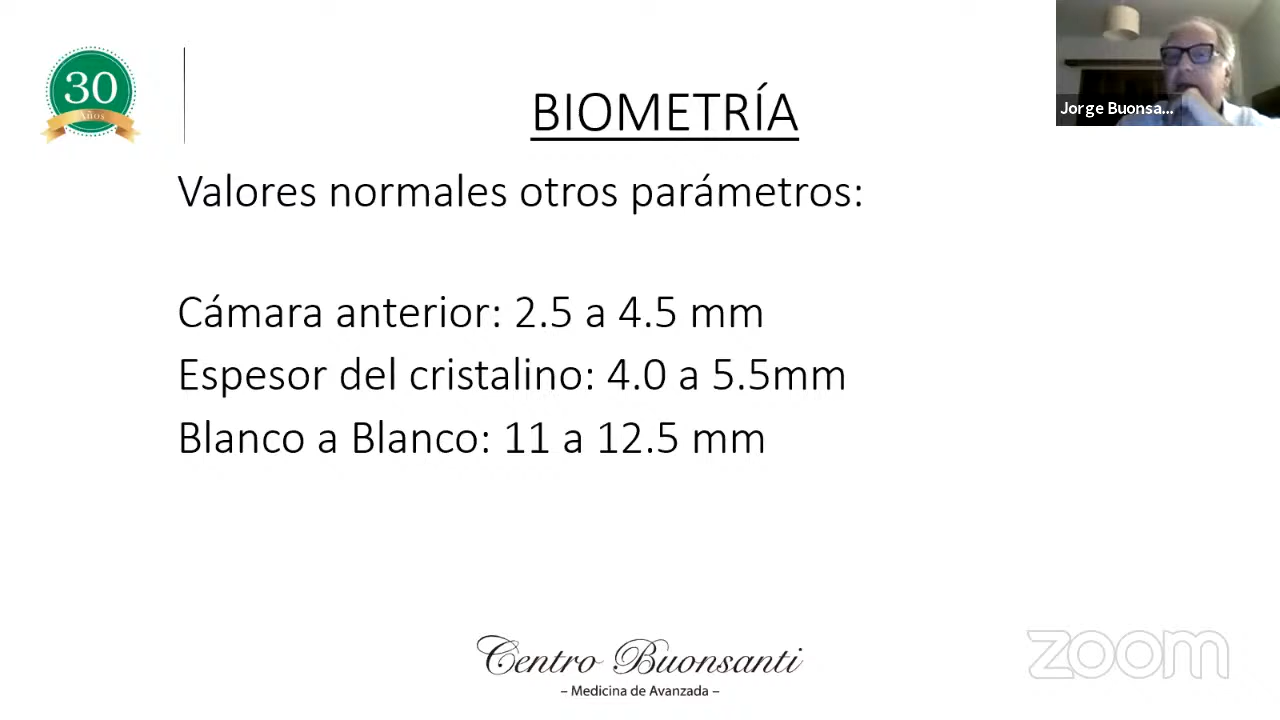 30
Años
BIOMETRÍA
Jorge Buonsa...
Valores normales otros parámetros:
Cámara anterior: 2.5 a 4.5 mm
Espesor del cristalino: 4.0 a 5.5mm
Blanco a Blanco: 11 a 12.5 mm
Centro Buonsanti
– Medicina de Avanzada –
zoom